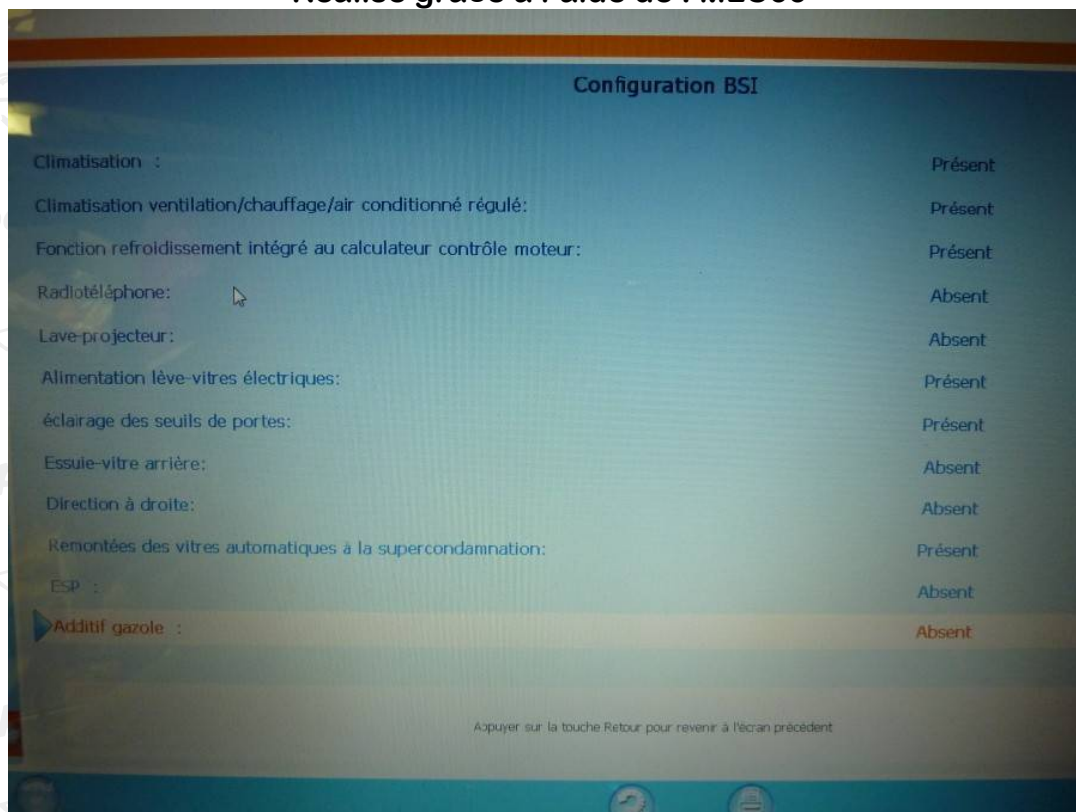 Configuration BSI
Climatisation : Présent
Climatisation ventilation/chauffage/air conditionné régulé: Présent
Fonction refroidissement intégré au calculateur contrôle moteur: Présent
Radiotéléphone: Absent
Lave-projecteur: Absent
Alimentation lève-vitres électriques: Présent
éclairage des seuils de portes: Présent
Essuie-vitre arrière: Absent
Direction à droite: Absent
Remontées des vitres automatiques à la supercondamnation: Présent
ESP : Absent
Additif gazole : Absent
Appuyer sur la touche Retour pour revenir à l'écran précédent